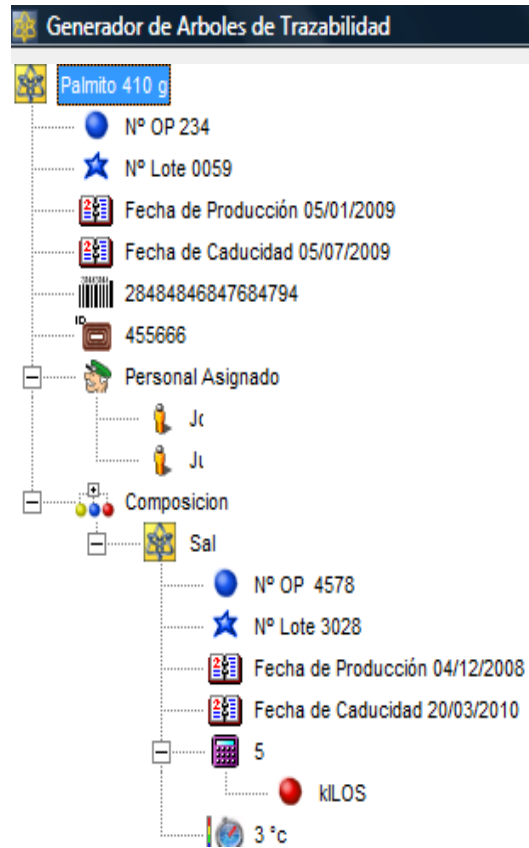 Generador de Arboles de Trazabilidad
Palmito 410 g
Nº OP 234
Nº Lote 0059
Fecha de Producción 05/01/2009
Fecha de Caducidad 05/07/2009
28484846847684794
ID
455666
Personal Asignado
Composicion
Sal
Nº OP 4578
Nº Lote 3028
Fecha de Producción 04/12/2008
Fecha de Caducidad 20/03/2010
5
kILOS
3 °c